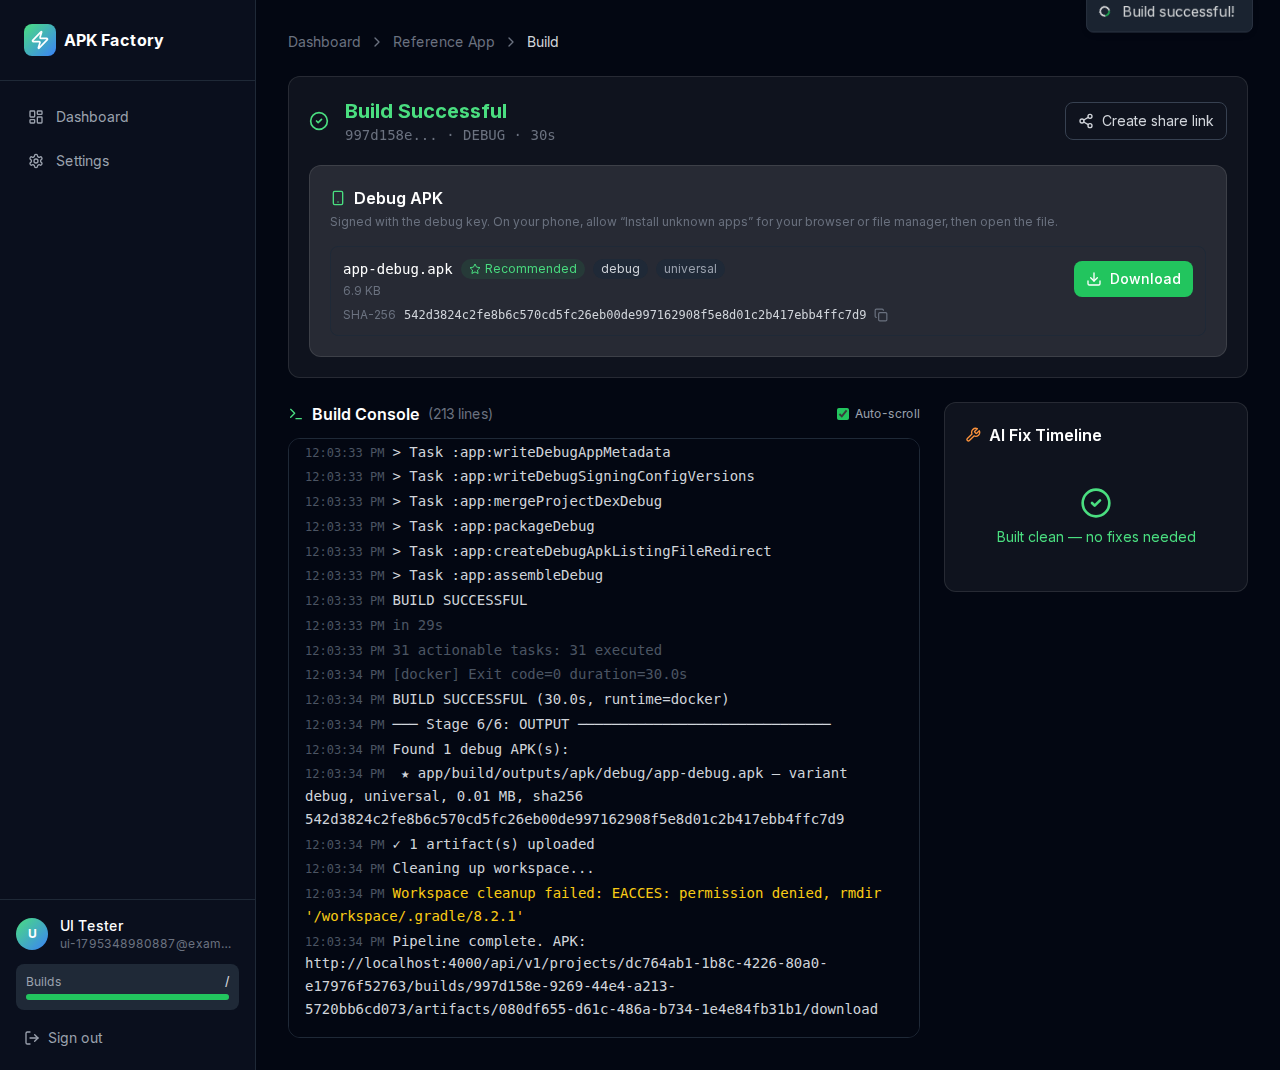 APK Factory
Dashboard
Settings
UI Tester
ui-1795348980887@exam...
Builds /
Sign out
Build successful!
Dashboard > Reference App > Build
Build Successful
997d158e... · DEBUG · 30s
Create share link
Debug APK
Signed with the debug key. On your phone, allow “Install unknown apps” for your browser or file manager, then open the file.
app-debug.apk Recommended debug universal
6.9 KB
SHA-256 542d3824c2fe8b6c570cd5fc26eb00de997162908f5e8d01c2b417ebb4ffc7d9
Download
Build Console (213 lines)
Auto-scroll
12:03:33 PM > Task :app:writeDebugAppMetadata
12:03:33 PM > Task :app:writeDebugSigningConfigVersions
12:03:33 PM > Task :app:mergeProjectDexDebug
12:03:33 PM > Task :app:packageDebug
12:03:33 PM > Task :app:createDebugApkListingFileRedirect
12:03:33 PM > Task :app:assembleDebug
12:03:33 PM BUILD SUCCESSFUL
12:03:33 PM in 29s
12:03:33 PM 31 actionable tasks: 31 executed
12:03:34 PM [docker] Exit code=0 duration=30.0s
12:03:34 PM BUILD SUCCESSFUL (30.0s, runtime=docker)
12:03:34 PM ─── Stage 6/6: OUTPUT ──────────────────────────────
12:03:34 PM Found 1 debug APK(s):
12:03:34 PM ★ app/build/outputs/apk/debug/app-debug.apk — variant
debug, universal, 0.01 MB, sha256
542d3824c2fe8b6c570cd5fc26eb00de997162908f5e8d01c2b417ebb4ffc7d9
12:03:34 PM ✓ 1 artifact(s) uploaded
12:03:34 PM Cleaning up workspace...
12:03:34 PM Workspace cleanup failed: EACCES: permission denied, rmdir
'/workspace/.gradle/8.2.1'
12:03:34 PM Pipeline complete. APK:
http://localhost:4000/api/v1/projects/dc764ab1-1b8c-4226-80a0-
e17976f52763/builds/997d158e-9269-44e4-a213-
5720bb6cd073/artifacts/080df655-d61c-486a-b734-1e4e84fb31b1/download
AI Fix Timeline
Built clean — no fixes needed